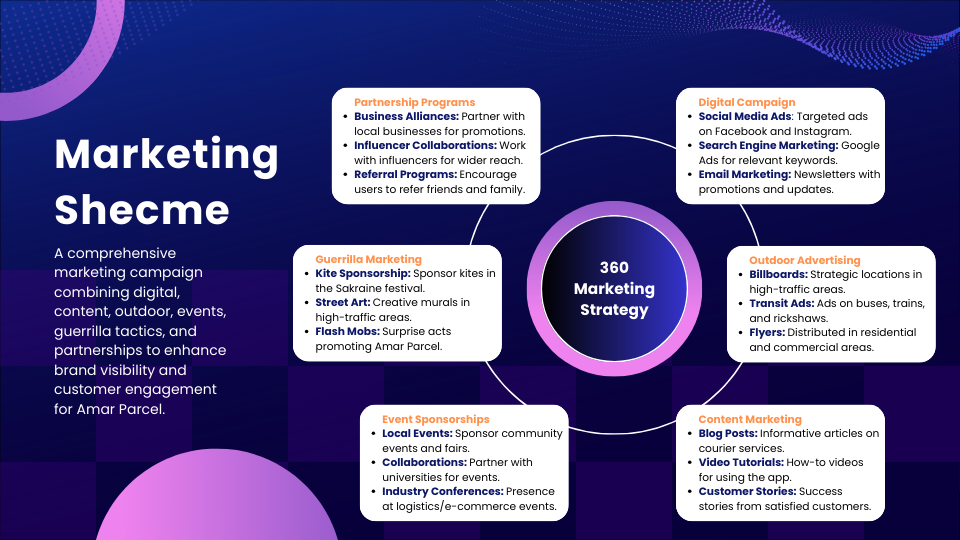 Marketing
Shecme
A comprehensive
marketing campaign
combining digital,
content, outdoor, events,
guerrilla tactics, and
partnerships to enhance
brand visibility and
customer engagement
for Amar Parcel.
Partnership Programs
• Business Alliances: Partner with
local businesses for promotions.
• Influencer Collaborations: Work
with influencers for wider reach.
• Referral Programs: Encourage
users to refer friends and family.
Digital Campaign
• Social Media Ads: Targeted ads
on Facebook and Instagram.
• Search Engine Marketing: Google
Ads for relevant keywords.
• Email Marketing: Newsletters with
promotions and updates.
Guerrilla Marketing
• Kite Sponsorship: Sponsor kites in
the Sakraine festival.
• Street Art: Creative murals in
high-traffic areas.
• Flash Mobs: Surprise acts
promoting Amar Parcel.
360
Marketing
Strategy
Outdoor Advertising
• Billboards: Strategic locations in
high-traffic areas.
• Transit Ads: Ads on buses, trains,
and rickshaws.
• Flyers: Distributed in residential
and commercial areas.
Event Sponsorships
• Local Events: Sponsor community
events and fairs.
• Collaborations: Partner with
universities for events.
• Industry Conferences: Presence
at logistics/e-commerce events.
Content Marketing
• Blog Posts: Informative articles on
courier services.
• Video Tutorials: How-to videos
for using the app.
• Customer Stories: Success
stories from satisfied customers.